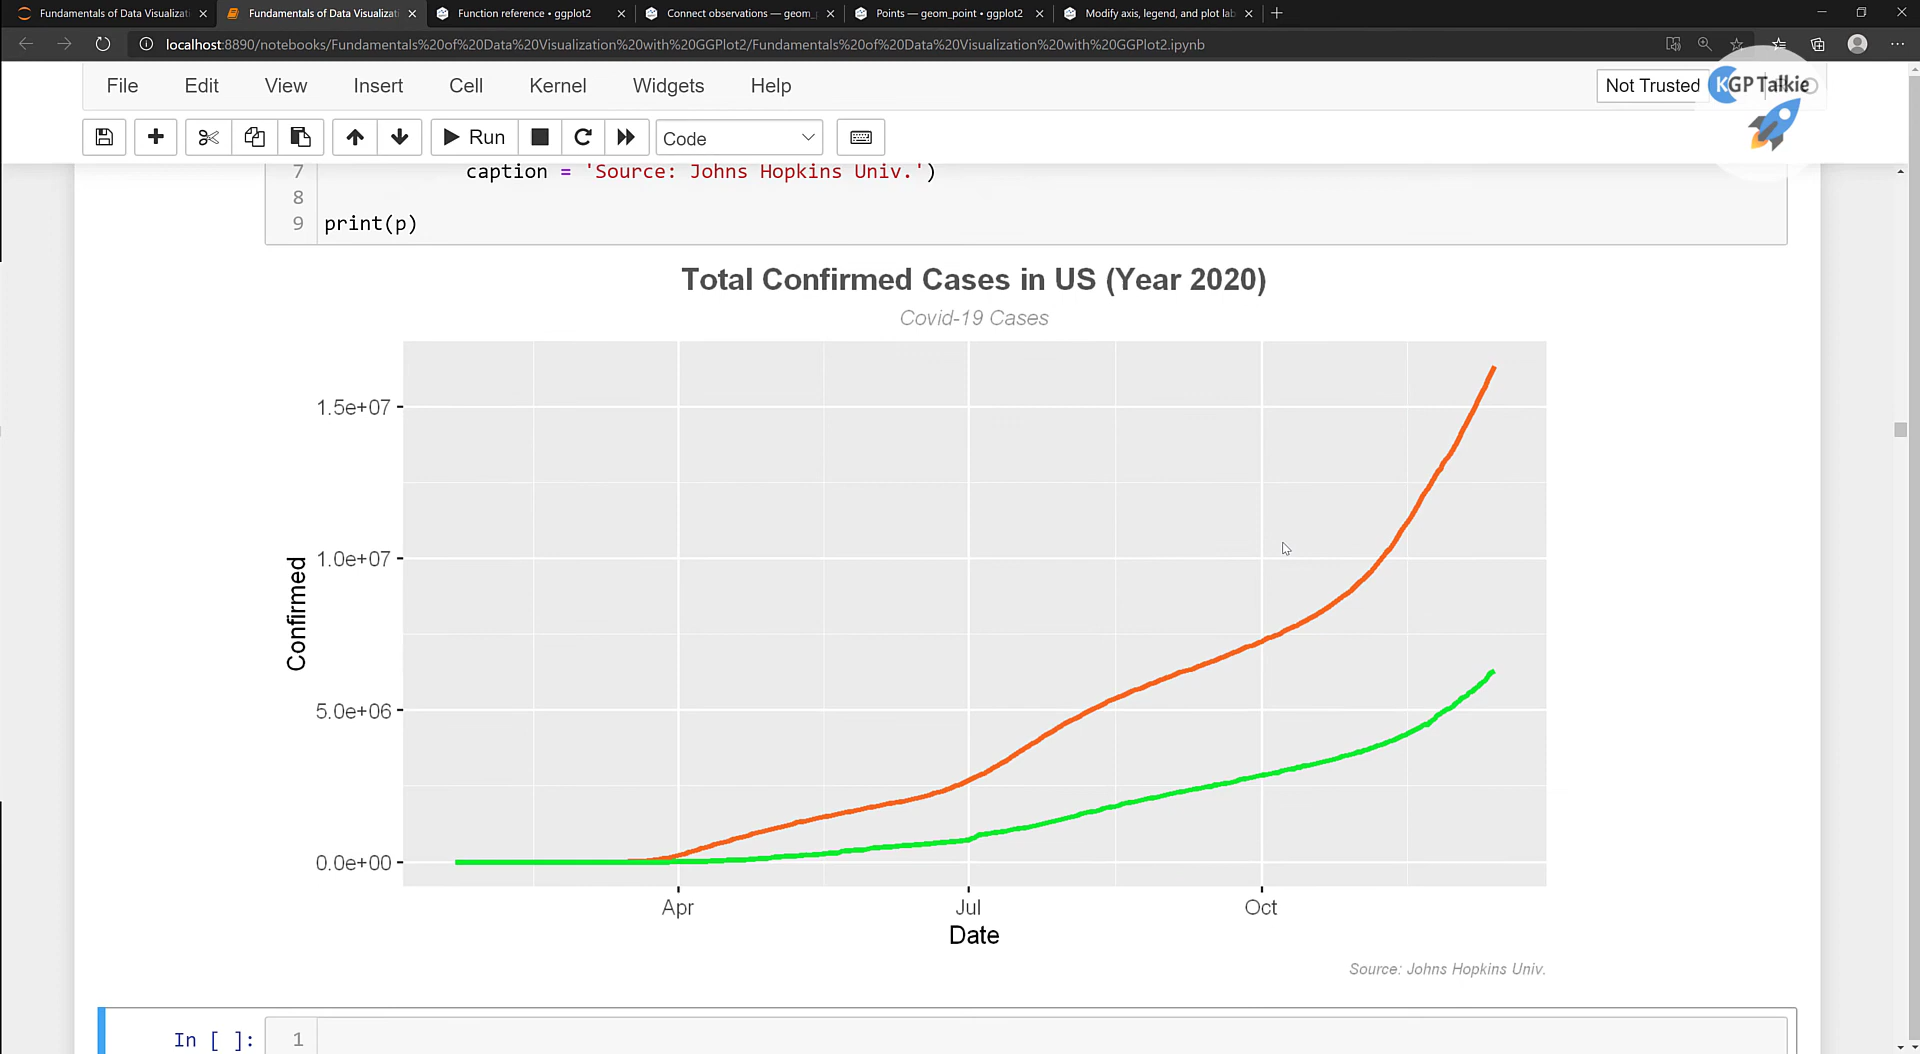 Fundamentals of Data Visualizati
Fundamentals of Data Visualizati
Function reference • ggplot2
Connect observations — geom_
Points — geom_point • ggplot2
Modify axis, legend, and plot lab
localhost:8890/notebooks/Fundamentals%20of%20Data%20Visualization%20with%20GGPlot2/Fundamentals%20of%20Data%20Visualization%20with%20GGPlot2.ipynb
File Edit View Insert Cell Kernel Widgets Help
Not Trusted
KGP Talkie
Run
Code
7 caption = 'Source: Johns Hopkins Univ.')
8
9 print(p)
Total Confirmed Cases in US (Year 2020)
Covid-19 Cases
1.5e+07
1.0e+07
5.0e+06
0.0e+00
Confirmed
Apr Jul Oct
Date
Source: Johns Hopkins Univ.
In [ ]: 1